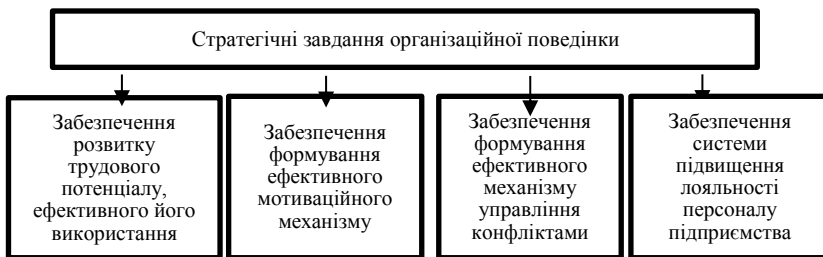 Стратегічні завдання організаційної поведінки
Забезпечення
розвитку
трудового
потенціалу,
ефективного його
використання
Забезпечення
формування
ефективного
мотиваційного
механізму
Забезпечення
формування
ефективного
механізму
управління
конфліктами
Забезпечення
системи
підвищення
лояльності
персоналу
підприємства